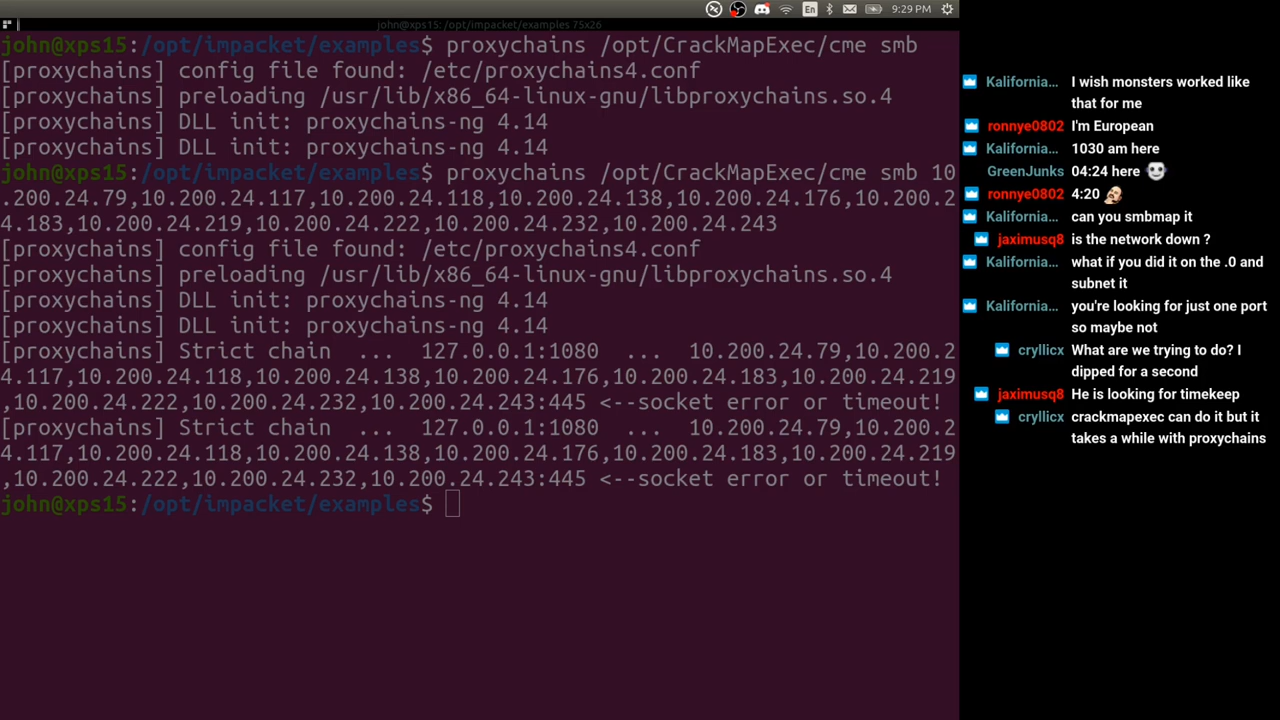 En
9:29 PM
john@xps15: /opt/impacket/examples 75x26
john@xps15:/opt/impacket/examples$ proxychains /opt/CrackMapExec/cme smb
[proxychains] config file found: /etc/proxychains4.conf
[proxychains] preloading /usr/lib/x86_64-linux-gnu/libproxychains.so.4
[proxychains] DLL init: proxychains-ng 4.14
[proxychains] DLL init: proxychains-ng 4.14
john@xps15:/opt/impacket/examples$ proxychains /opt/CrackMapExec/cme smb 10
.200.24.79,10.200.24.117,10.200.24.118,10.200.24.138,10.200.24.176,10.200.2
4.183,10.200.24.219,10.200.24.222,10.200.24.232,10.200.24.243
[proxychains] config file found: /etc/proxychains4.conf
[proxychains] preloading /usr/lib/x86_64-linux-gnu/libproxychains.so.4
[proxychains] DLL init: proxychains-ng 4.14
[proxychains] DLL init: proxychains-ng 4.14
[proxychains] Strict chain  ...  127.0.0.1:1080  ...  10.200.24.79,10.200.2
4.117,10.200.24.118,10.200.24.138,10.200.24.176,10.200.24.183,10.200.24.219
,10.200.24.222,10.200.24.232,10.200.24.243:445 <--socket error or timeout!
[proxychains] Strict chain  ...  127.0.0.1:1080  ...  10.200.24.79,10.200.2
4.117,10.200.24.118,10.200.24.138,10.200.24.176,10.200.24.183,10.200.24.219
,10.200.24.222,10.200.24.232,10.200.24.243:445 <--socket error or timeout!
john@xps15:/opt/impacket/examples$
Kalifornia... I wish monsters worked like
that for me
ronnye0802 I'm European
Kalifornia... 1030 am here
GreenJunks 04:24 here
ronnye0802 4:20
Kalifornia... can you smbmap it
jaximusq8 is the network down ?
Kalifornia... what if you did it on the .0 and
subnet it
Kalifornia... you're looking for just one port
so maybe not
cryllicx What are we trying to do? I
dipped for a second
jaximusq8 He is looking for timekeep
cryllicx crackmapexec can do it but it
takes a while with proxychains